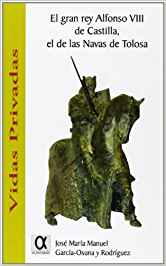 El gran rey Alfonso VIII
de Castilla,
el de las Navas de Tolosa
Vidas Privadas
α
José María Manuel
García-Osuna y Rodríguez